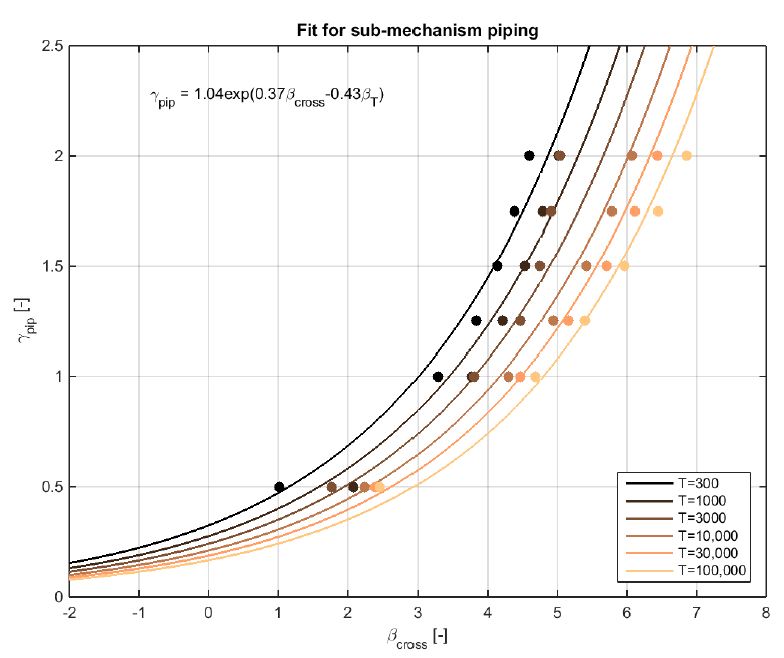 Fit for sub-mechanism piping
γpip = 1.04exp(0.37βcross-0.43βT)
2.5
2
1.5
1
0.5
0
γpip [-]
-2 -1 0 1 2 3 4 5 6 7 8
βcross [-]
T=300
T=1000
T=3000
T=10,000
T=30,000
T=100,000